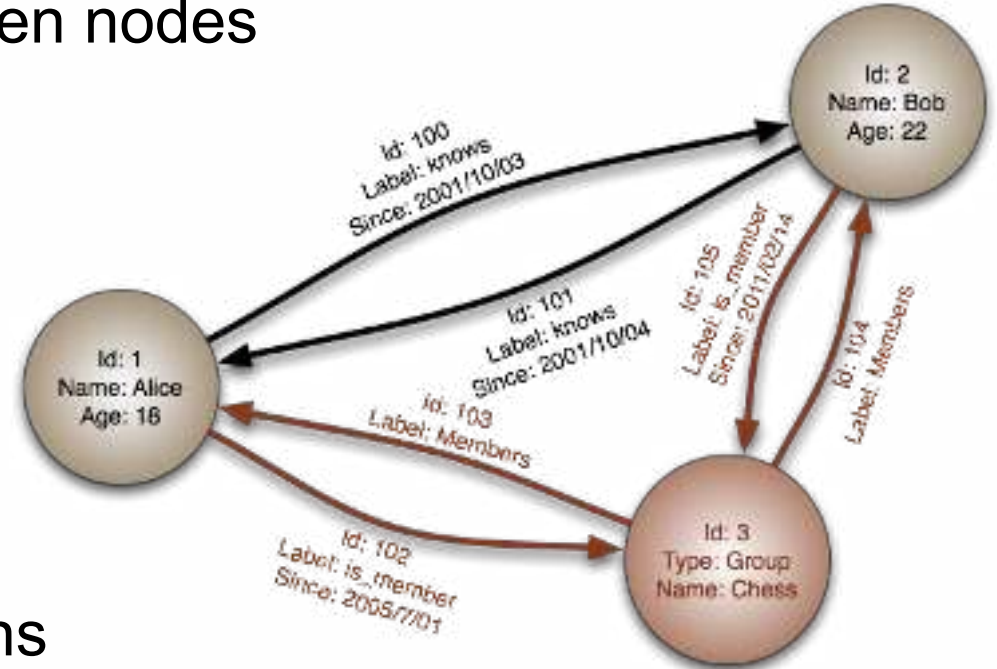 en nodes
Id: 2
Name: Bob
Age: 22
Id: 100
Label: knows
Since: 2001/10/03
Id: 101
Label: knows
Since: 2001/10/04
Id: 105
Label: is_member
Since: 2011/02/14
Id: 104
Label: Members
Id: 1
Name: Alice
Age: 18
Id: 103
Label: Members
Id: 102
Label: is_member
Since: 2005/7/01
Id: 3
Type: Group
Name: Chess
ns